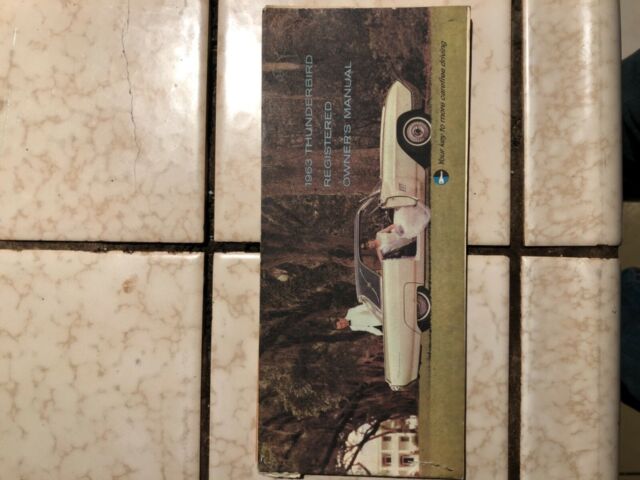 1963 THUNDERBIRD
REGISTERED
OWNER'S MANUAL
Your key to more carefree driving